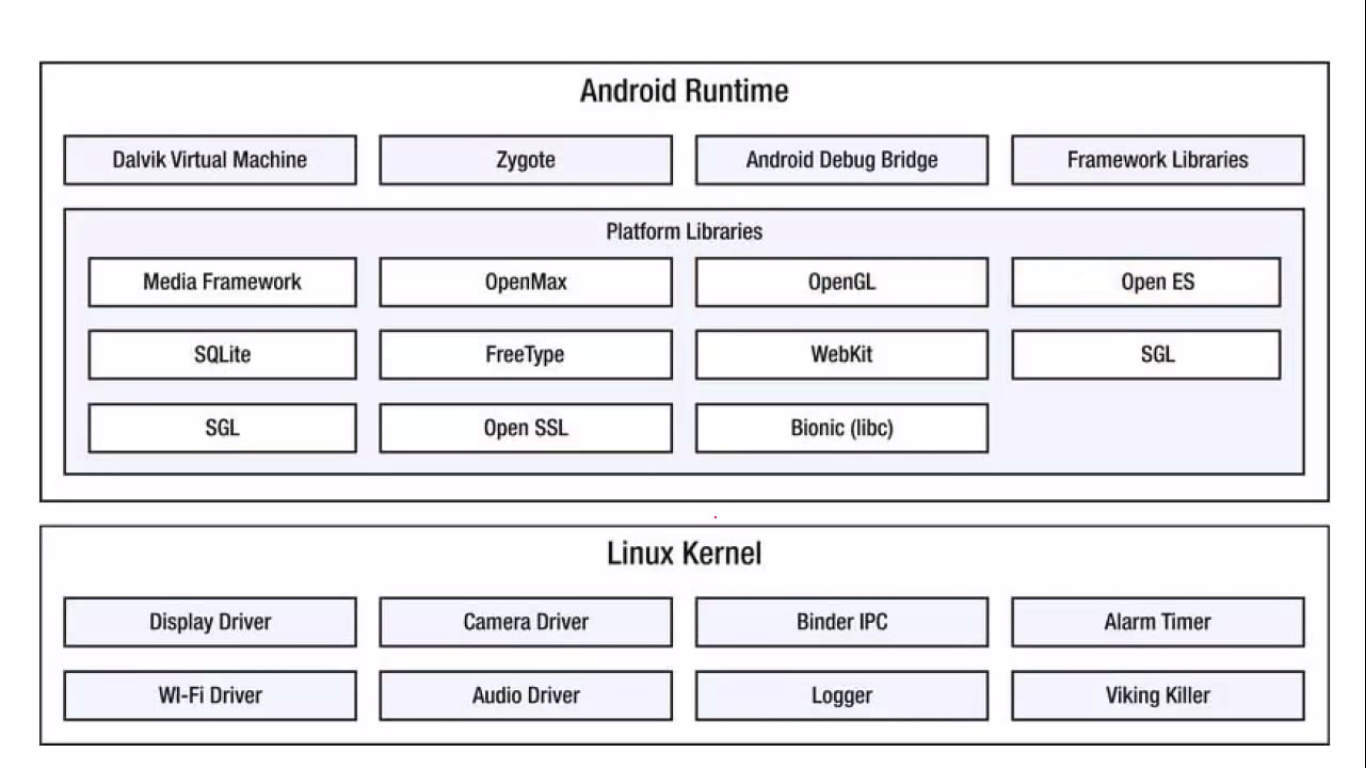 Android Runtime
Dalvik Virtual Machine
Zygote
Android Debug Bridge
Framework Libraries
Platform Libraries
Media Framework
OpenMax
OpenGL
Open ES
SQLite
FreeType
WebKit
SGL
SGL
Open SSL
Bionic (libc)
Linux Kernel
Display Driver
Camera Driver
Binder IPC
Alarm Timer
WI-Fi Driver
Audio Driver
Logger
Viking Killer